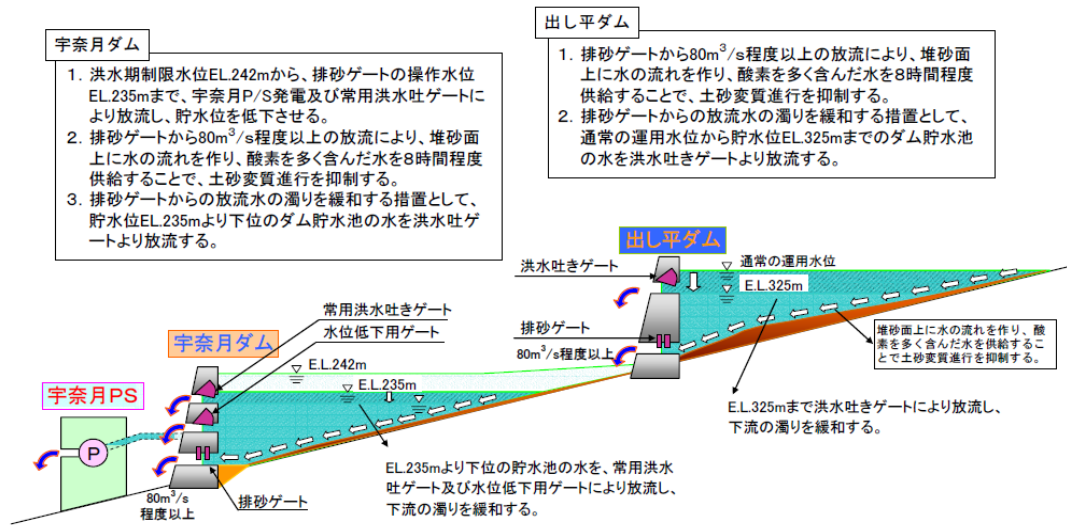 宇奈月ダム
1. 洪水期制限水位EL.242mから、排砂ゲートの操作水位
EL.235mまで、宇奈月P/S発電及び常用洪水吐ゲートに
より放流し、貯水位を低下させる。
2. 排砂ゲートから80m³/s程度以上の放流により、堆砂面
上に水の流れを作り、酸素を多く含んだ水を8時間程度
供給することで、土砂変質進行を抑制する。
3. 排砂ゲートからの放流水の濁りを緩和する措置として、
貯水位EL.235mより下位のダム貯水池の水を洪水吐ゲ
ートより放流する。
出し平ダム
1. 排砂ゲートから80m³/s程度以上の放流により、堆砂面
上に水の流れを作り、酸素を多く含んだ水を8時間程度
供給することで、土砂変質進行を抑制する。
2. 排砂ゲートからの放流水の濁りを緩和する措置として、
通常の運用水位から貯水位EL.325mまでのダム貯水池
の水を洪水吐きゲートより放流する。
出し平ダム
洪水吐きゲート
通常の運用水位
E.L.325m
排砂ゲート
80m³/s程度以上
堆砂面上に水の流れを作り、酸
素を多く含んだ水を供給するこ
とで土砂変質進行を抑制する。
E.L.325mまで洪水吐きゲートにより放流し、
下流の濁りを緩和する。
常用洪水吐きゲート
水位低下用ゲート
宇奈月ダム
E.L.242m
E.L.235m
宇奈月PS
P
80m³/s
程度以上
排砂ゲート
EL.235mより下位の貯水池の水を、常用洪水
吐ゲート及び水位低下用ゲートにより放流し、
下流の濁りを緩和する。